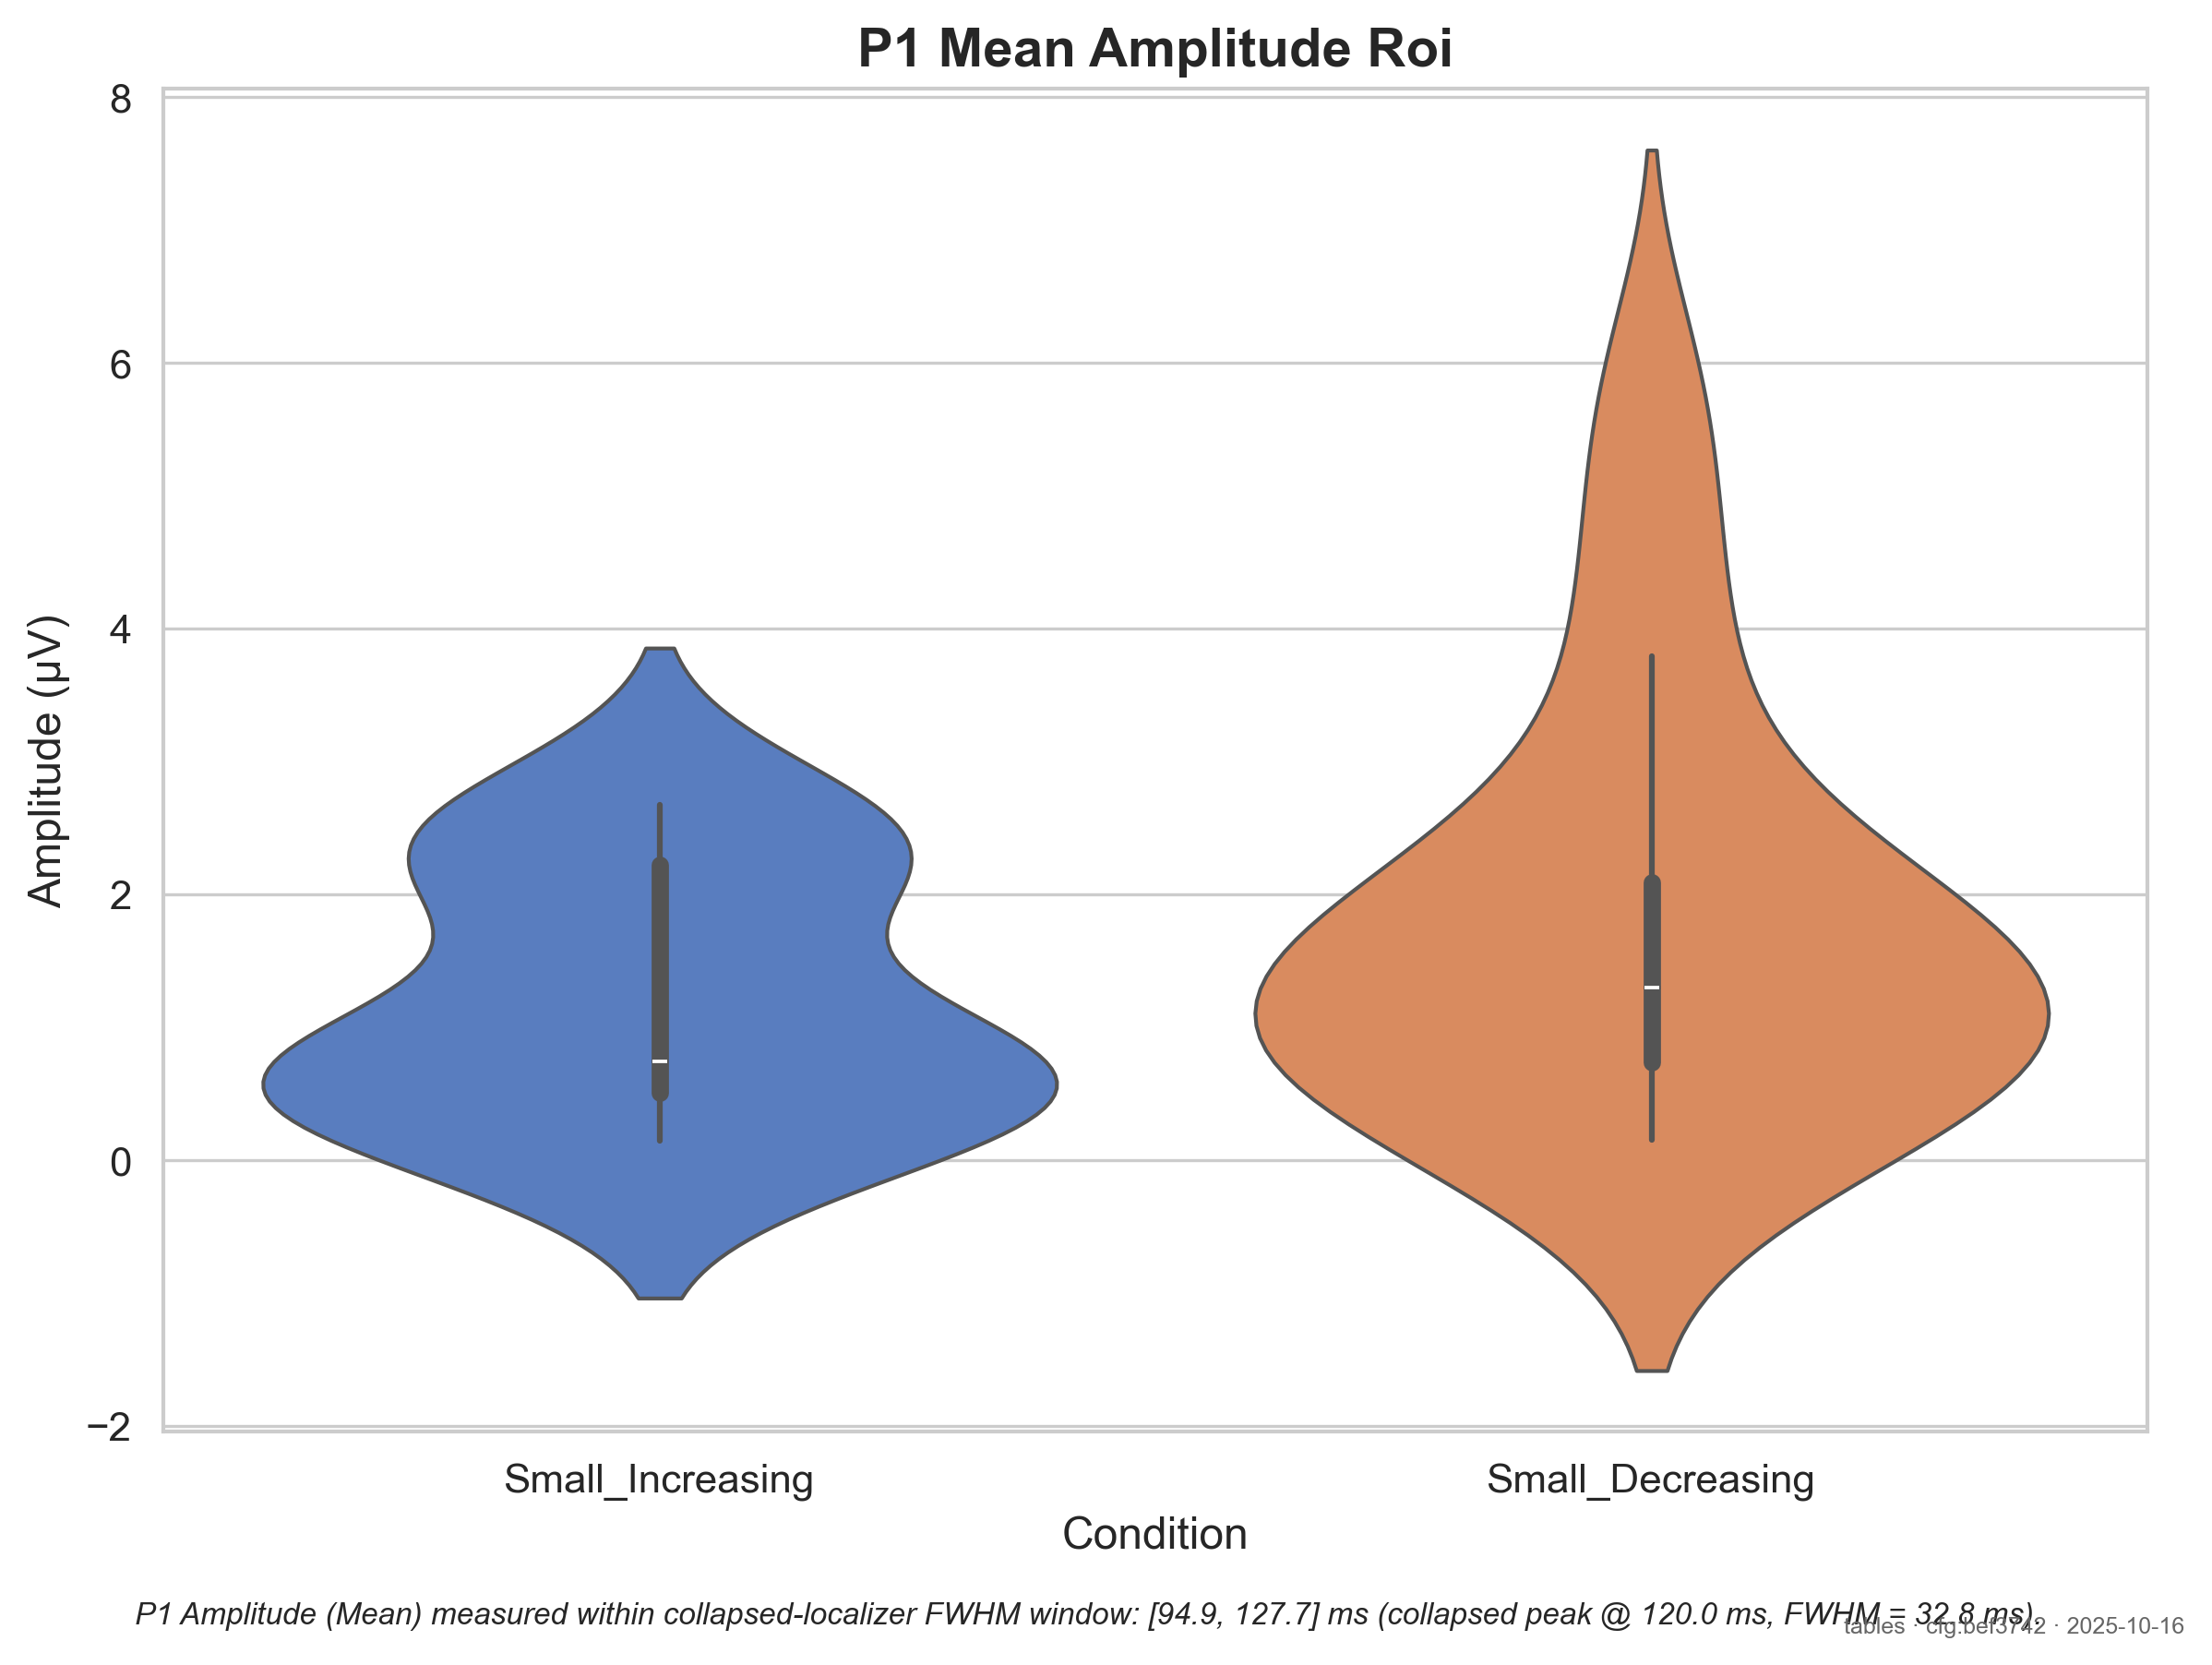 P1 Mean Amplitude Roi
8
6
4
2
0
−2
Amplitude (µV)
Small_Increasing
Small_Decreasing
Condition
P1 Amplitude (Mean) measured within collapsed-localizer FWHM window: [94.9, 127.7] ms (collapsed peak @ 120.0 ms, FWHM = 32.8 ms).
tables · cfg:bef3742 · 2025-10-16